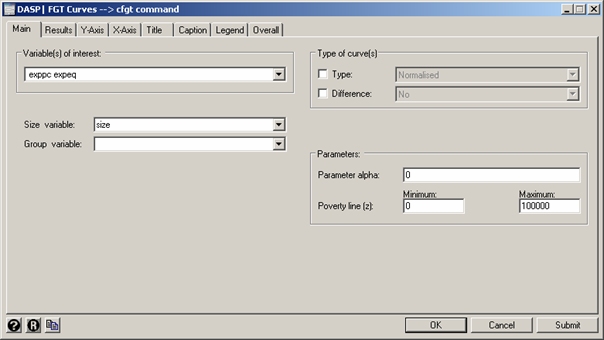 DASP| FGT Curves --> cfgt command
Main Results Y-Axis X-Axis Title Caption Legend Overall
Variable(s) of interest:
exppc expeq
Size variable: size
Group variable:
Type of curve(s)
Type: Normalised
Difference: No
Parameters:
Parameter alpha: 0
Minimum: Maximum:
Poverty line (z): 0 100000
? R
OK Cancel Submit